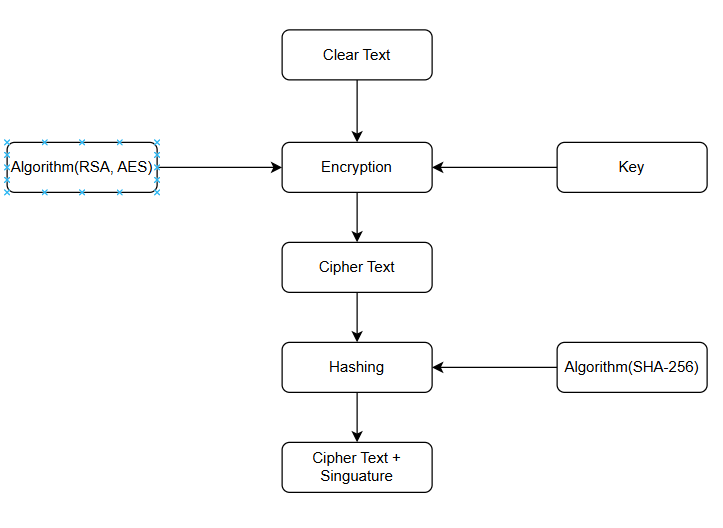 Clear Text
Algorithm(RSA, AES)
Encryption
Key
Cipher Text
Hashing
Algorithm(SHA-256)
Cipher Text +
Singuature